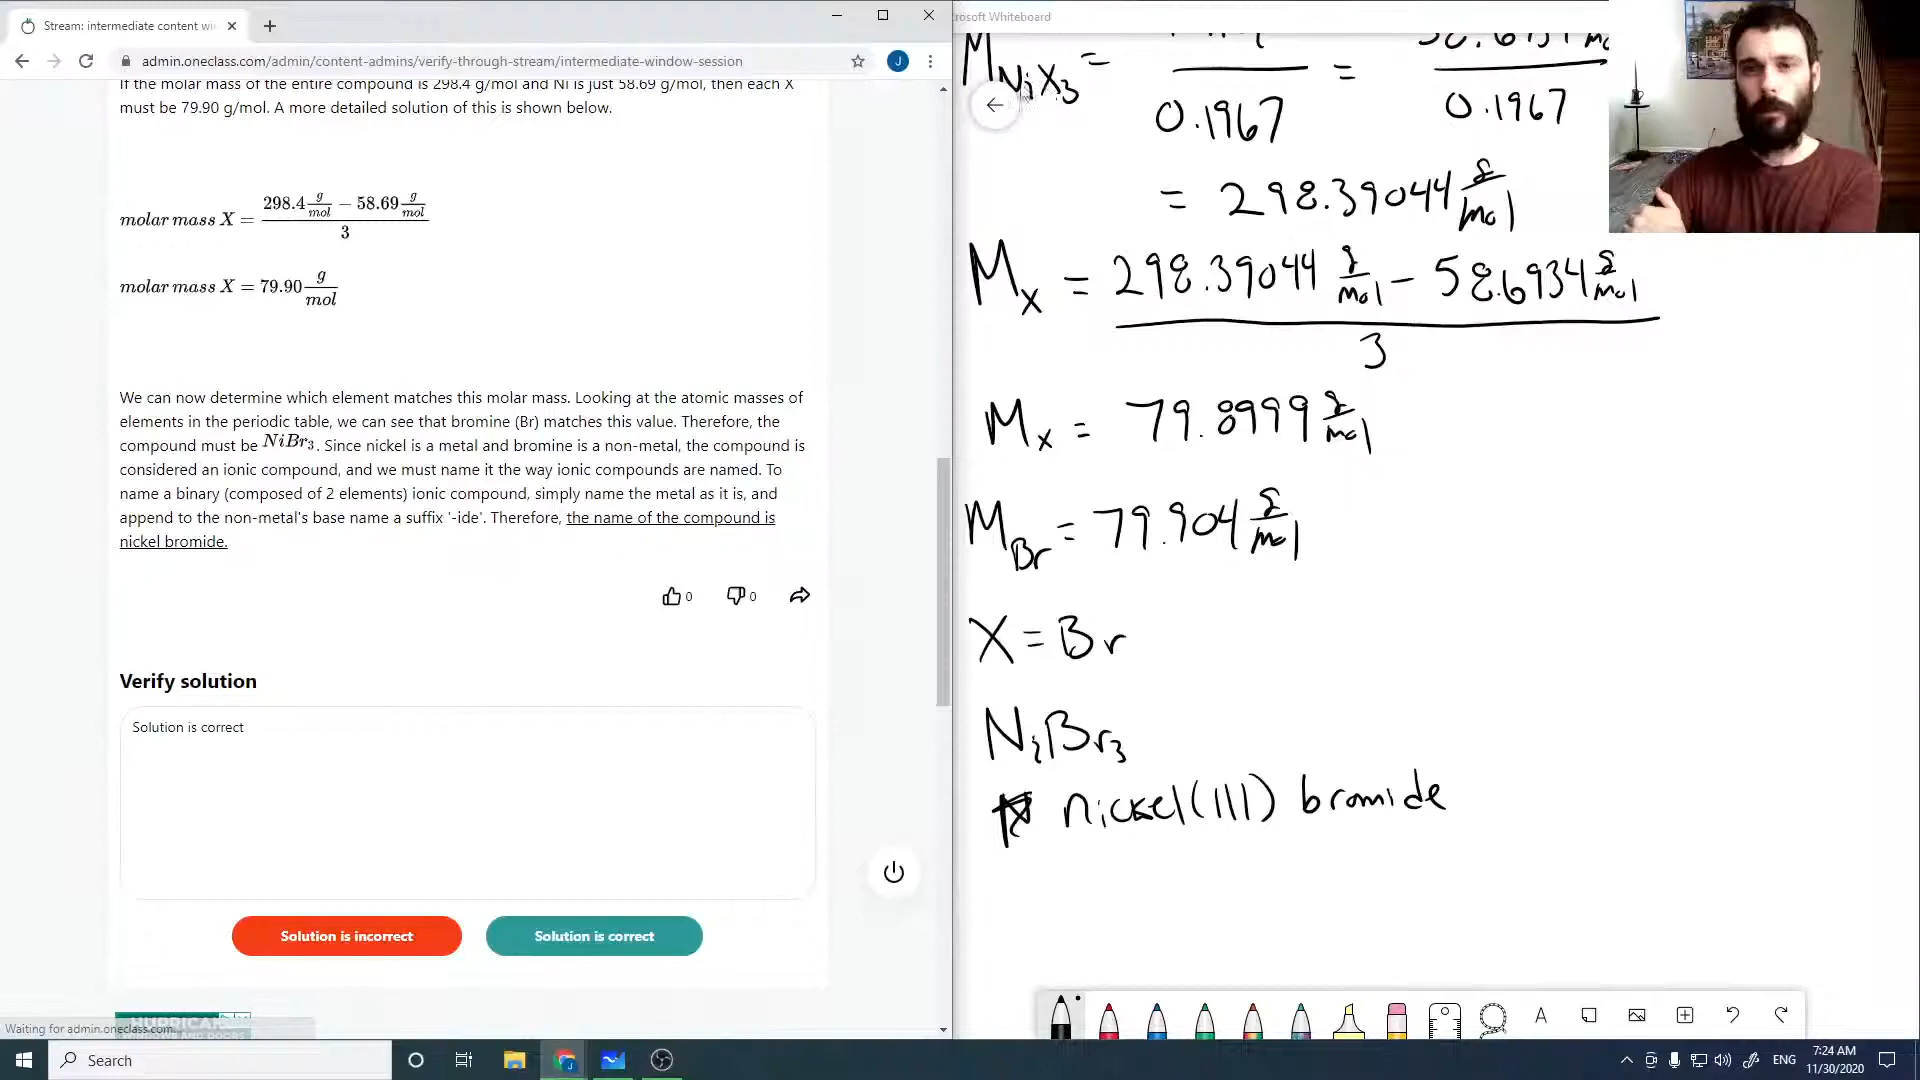 Stream: intermediate content wi
admin.oneclass.com/admin/content-admins/verify-through-stream/intermediate-window-session
J
If the molar mass of the entire compound is 298.4 g/mol and Ni is just 58.69 g/mol, then each X
must be 79.90 g/mol. A more detailed solution of this is shown below.
molar mass X = (298.4 g/mol − 58.69 g/mol) / 3
molar mass X = 79.90 g/mol
We can now determine which element matches this molar mass. Looking at the atomic masses of
elements in the periodic table, we can see that bromine (Br) matches this value. Therefore, the
compound must be NiBr₃. Since nickel is a metal and bromine is a non-metal, the compound is
considered an ionic compound, and we must name it the way ionic compounds are named. To
name a binary (composed of 2 elements) ionic compound, simply name the metal as it is, and
append to the non-metal's base name a suffix '-ide'. Therefore, the name of the compound is
nickel bromide.
0 0
Verify solution
Solution is correct
Solution is incorrect Solution is correct
Waiting for admin.oneclass.com...
Whiteboard
M NiX₃ = / 0.1967 = / 0.1967
= 298.39044 g/mol
Mx = (298.39044 g/mol − 58.6934 g/mol) / 3
Mx = 79.8999 g/mol
M Br = 79.904 g/mol
X = Br
NiBr₃
nickel(III) bromide
A
Search
ENG
7:24 AM
11/30/2020